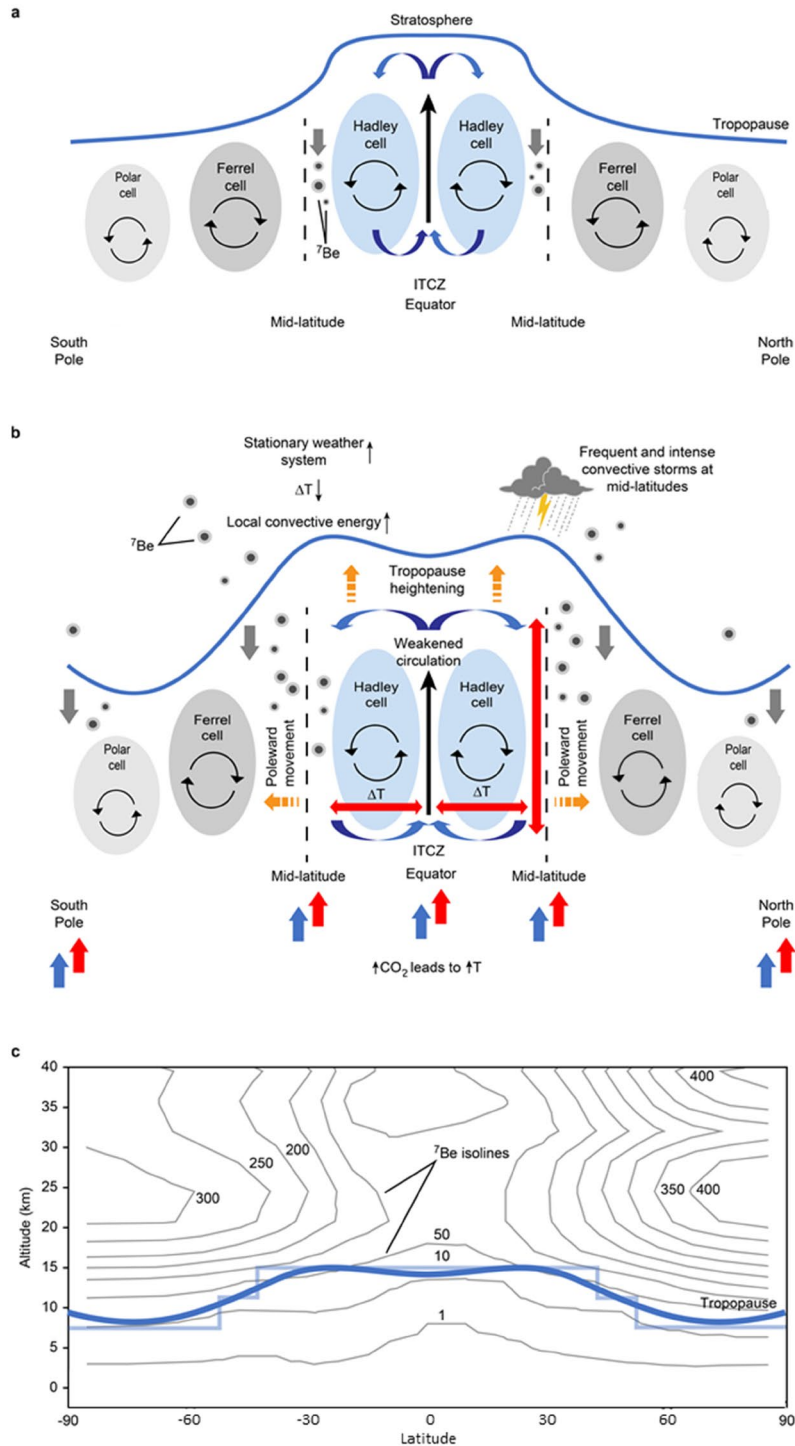 a
Stratosphere
Tropopause
Hadley
cell
Hadley
cell
Ferrel
cell
Ferrel
cell
Polar
cell
Polar
cell
⁷Be
ITCZ
Equator
Mid-latitude
Mid-latitude
South
Pole
North
Pole
b
Stationary weather
system ↑
ΔT ↓
Local convective energy ↑
Frequent and intense
convective storms at
mid-latitudes
⁷Be
Tropopause
heightening
Weakened
circulation
Hadley
cell
Hadley
cell
Ferrel
cell
Ferrel
cell
Polar
cell
Polar
cell
Poleward
movement
Poleward
movement
ΔT
ΔT
ITCZ
Mid-latitude
Equator
Mid-latitude
South
Pole
North
Pole
↑CO₂ leads to ↑T
c
40
35
30
25
20
15
10
5
0
Altitude (km)
400
200
250
300
⁷Be isolines
350
400
50
10
1
Tropopause
-90
-60
-30
0
30
90
Latitude